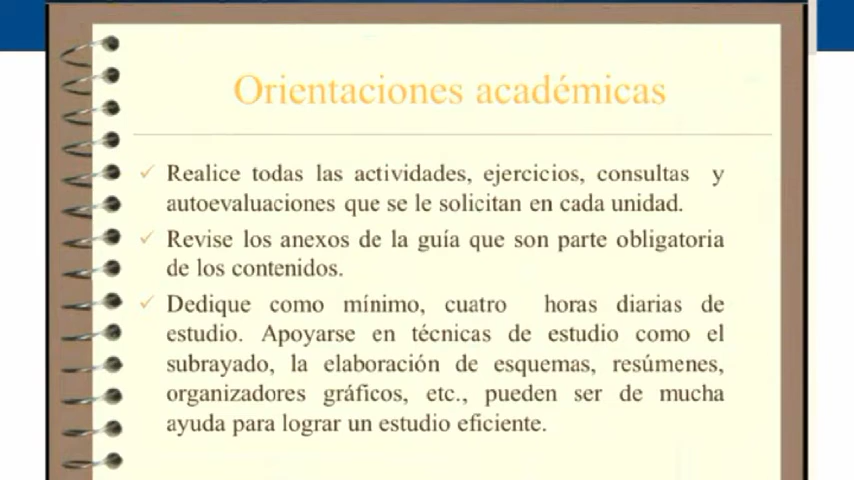 Orientaciones académicas
Realice todas las actividades, ejercicios, consultas y
autoevaluaciones que se le solicitan en cada unidad.
Revise los anexos de la guía que son parte obligatoria
de los contenidos.
Dedique como mínimo, cuatro horas diarias de
estudio. Apoyarse en técnicas de estudio como el
subrayado, la elaboración de esquemas, resúmenes,
organizadores gráficos, etc., pueden ser de mucha
ayuda para lograr un estudio eficiente.